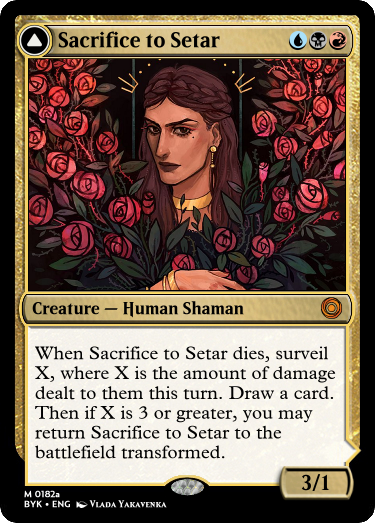 Sacrifice to Setar
Creature — Human Shaman
When Sacrifice to Setar dies, surveil
X, where X is the amount of damage
dealt to them this turn. Draw a card.
Then if X is 3 or greater, you may
return Sacrifice to Setar to the
battlefield transformed.
3/1
M 0182a
BYK • ENG Vlada Yakavenka